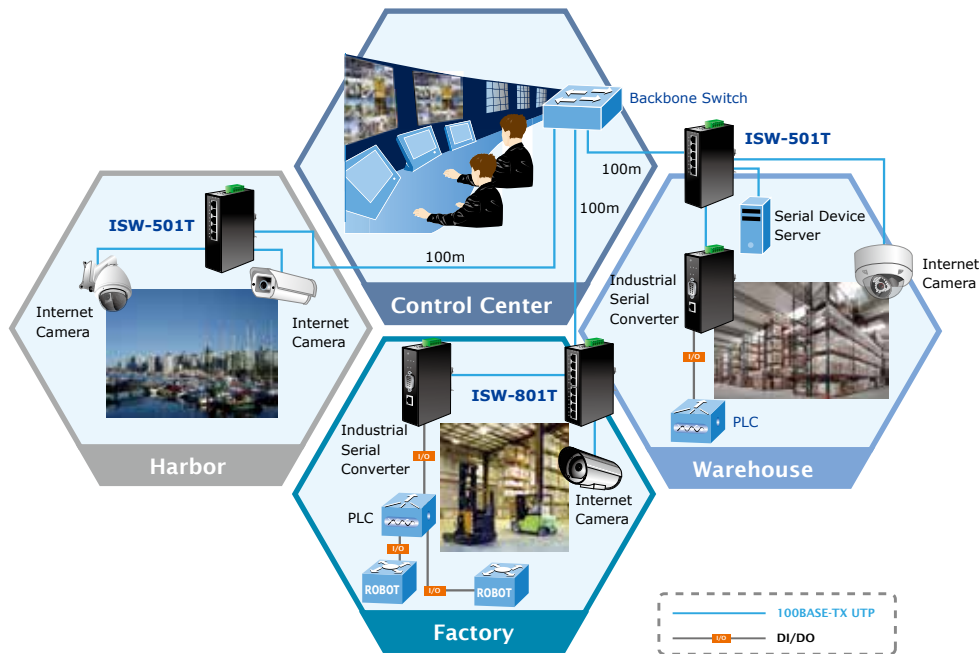 Backbone Switch
ISW-501T
100m
100m
100m
Serial Device
Server
Industrial
Serial
Converter
Internet
Camera
I/O
PLC
Warehouse
Control Center
ISW-501T
Internet
Camera
Internet
Camera
Harbor
ISW-801T
Industrial
Serial
Converter
I/O
PLC
I/O
ROBOT
I/O
ROBOT
Internet
Camera
Factory
100BASE-TX UTP
I/O
DI/DO